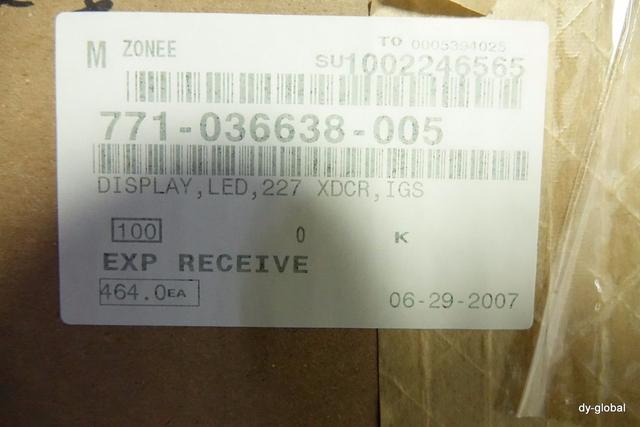 M ZONEE
TO 0005394025
SU1002246565
771-036638-005
DISPLAY,LED,227 XDCR,IGS
100 0 K
EXP RECEIVE
464.0EA 06-29-2007
dy-global